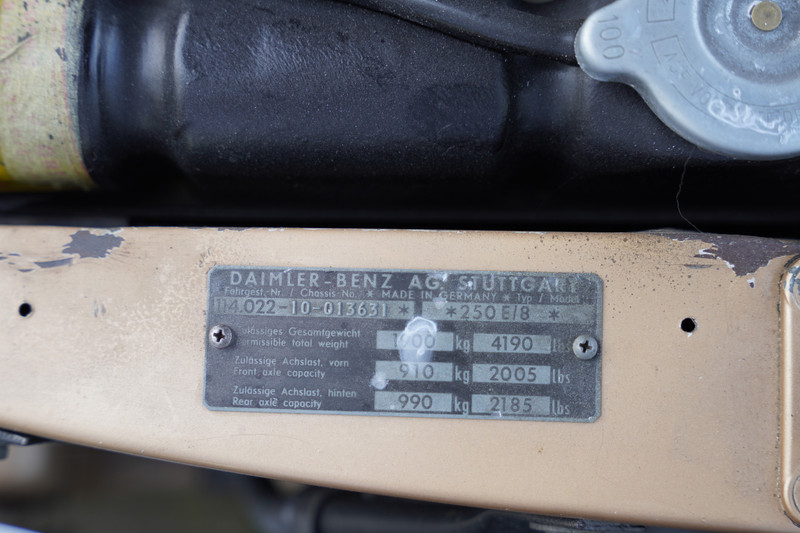 100
DAIMLER-BENZ AG. STUTTGART
Fahrgest.-Nr. / Chassis No. * MADE IN GERMANY * Typ / Model
114.022-10-013631 * *250E/8 *
zulässiges Gesamtgewicht
permissible total weight kg 4190 lbs
Zulässige Achslast, vorn
Front axle capacity 910 kg 2005 lbs
Zulässige Achslast, hinten
Rear axle capacity 990 kg 2185 lbs